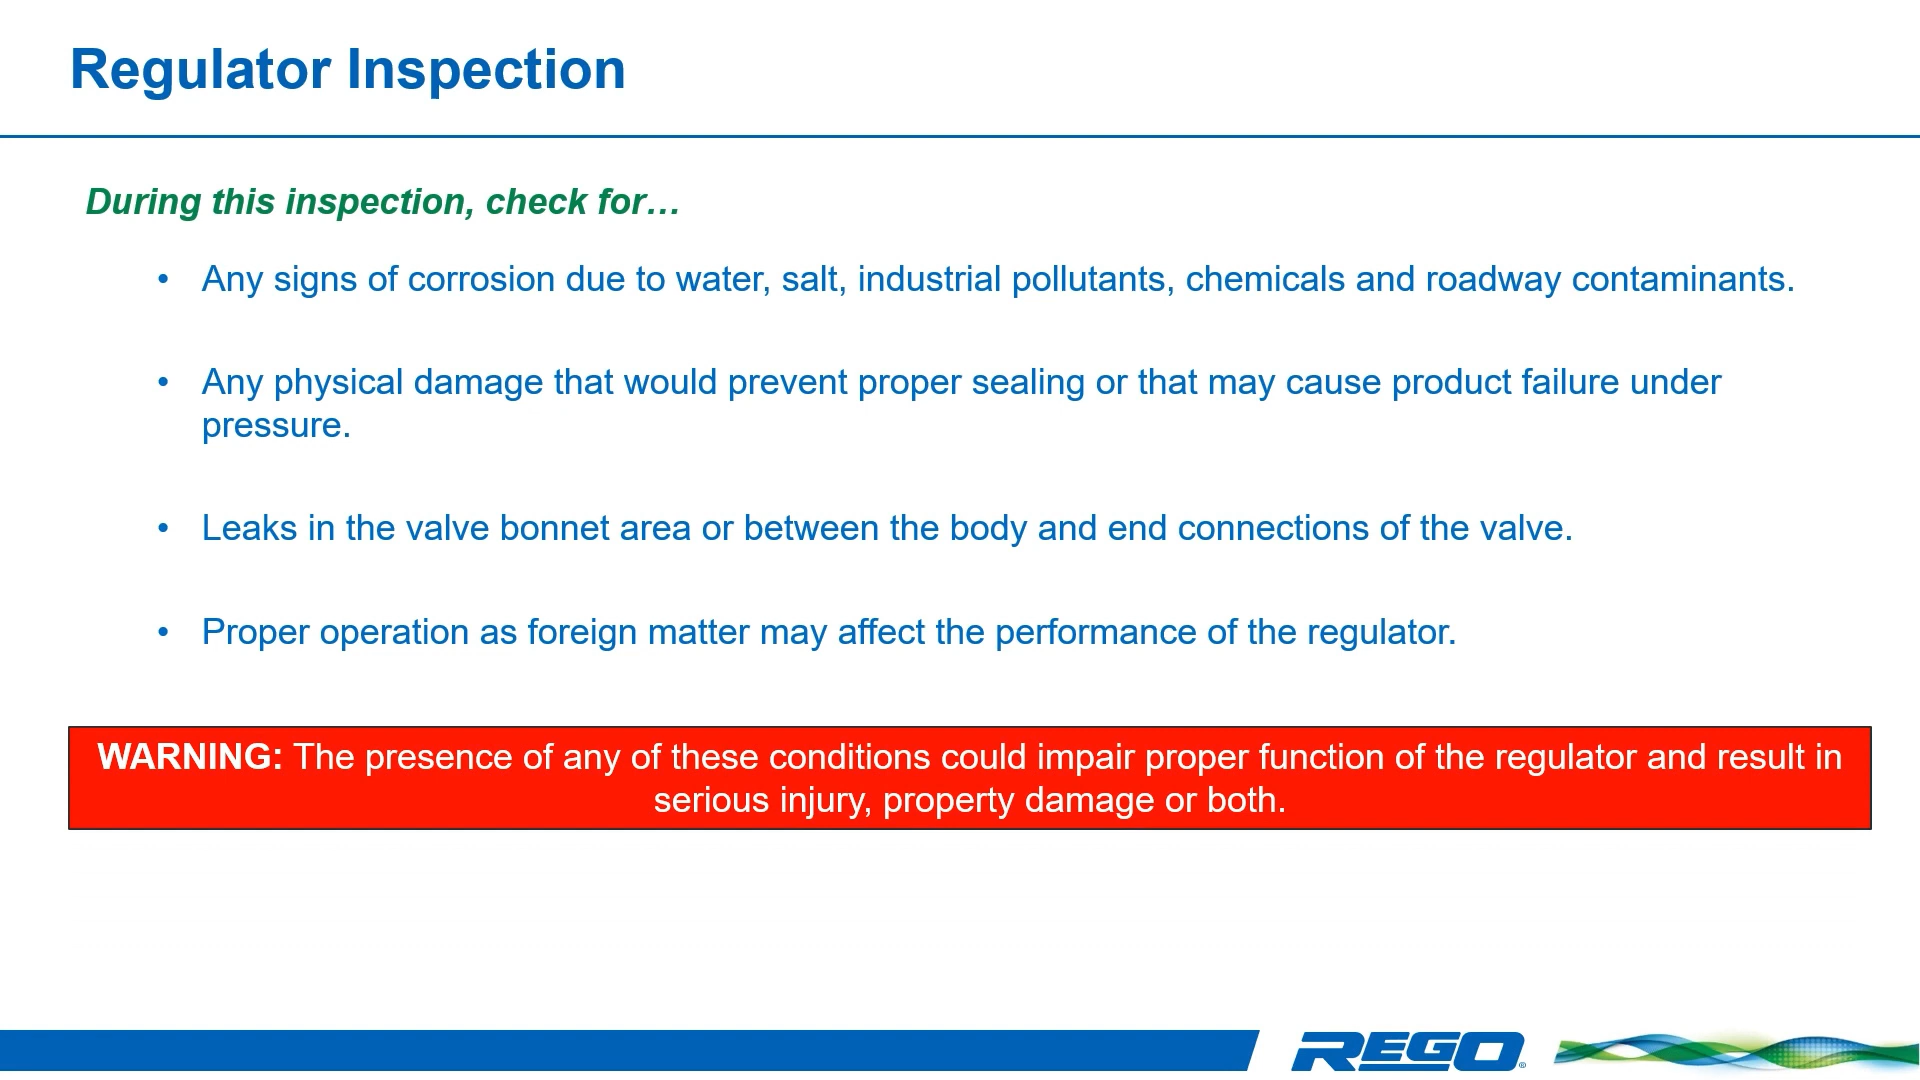 Regulator Inspection
During this inspection, check for…
• Any signs of corrosion due to water, salt, industrial pollutants, chemicals and roadway contaminants.
• Any physical damage that would prevent proper sealing or that may cause product failure under
pressure.
• Leaks in the valve bonnet area or between the body and end connections of the valve.
• Proper operation as foreign matter may affect the performance of the regulator.
WARNING: The presence of any of these conditions could impair proper function of the regulator and result in
serious injury, property damage or both.
REGO®